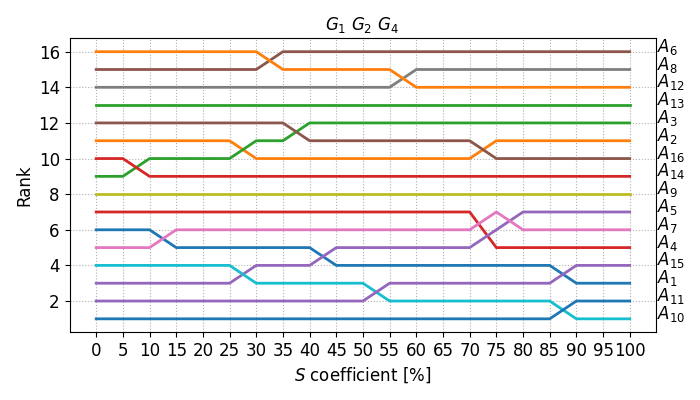 G₁ G₂ G₄
16
14
12
10
8
6
4
2
Rank
A₆
A₈
A₁₂
A₁₃
A₃
A₂
A₁₆
A₁₄
A₉
A₅
A₇
A₄
A₁₅
A₁
A₁₁
A₁₀
0 5 10 15 20 25 30 35 40 45 50 55 60 65 70 75 80 85 90 95 100
S coefficient [%]